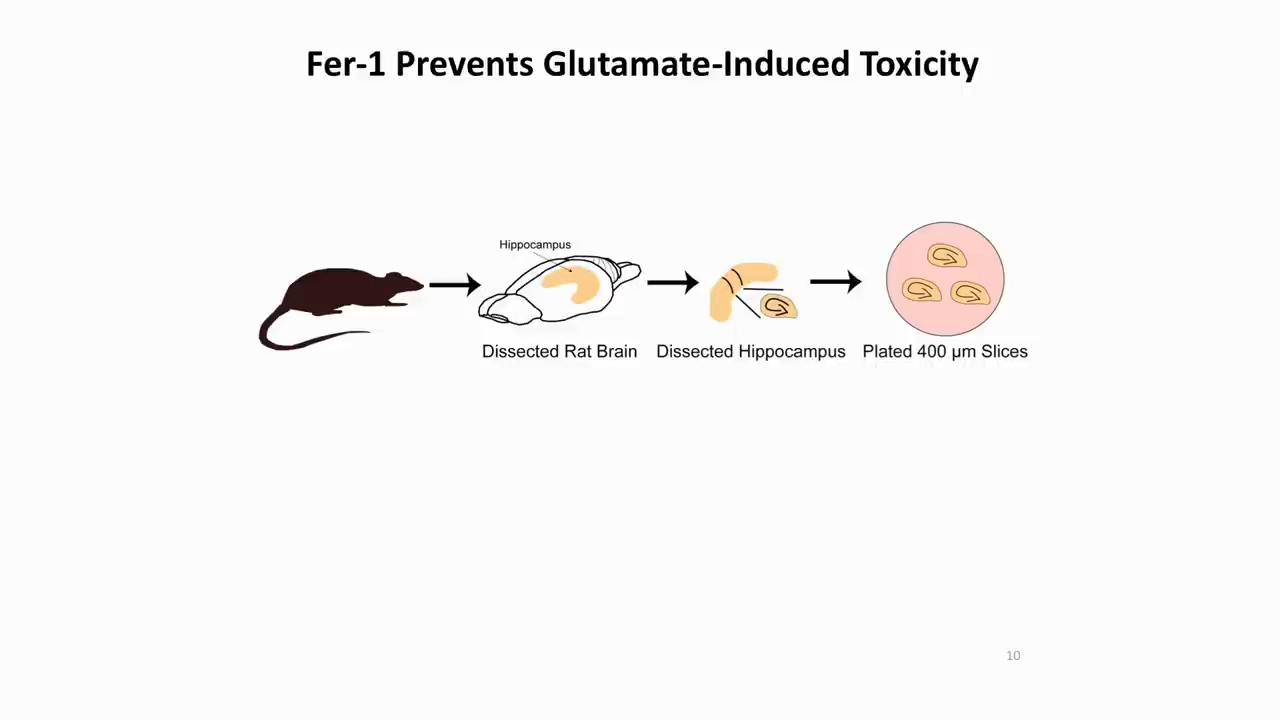 Fer-1 Prevents Glutamate-Induced Toxicity
Hippocampus
Dissected Rat Brain
Dissected Hippocampus
Plated 400 µm Slices
10